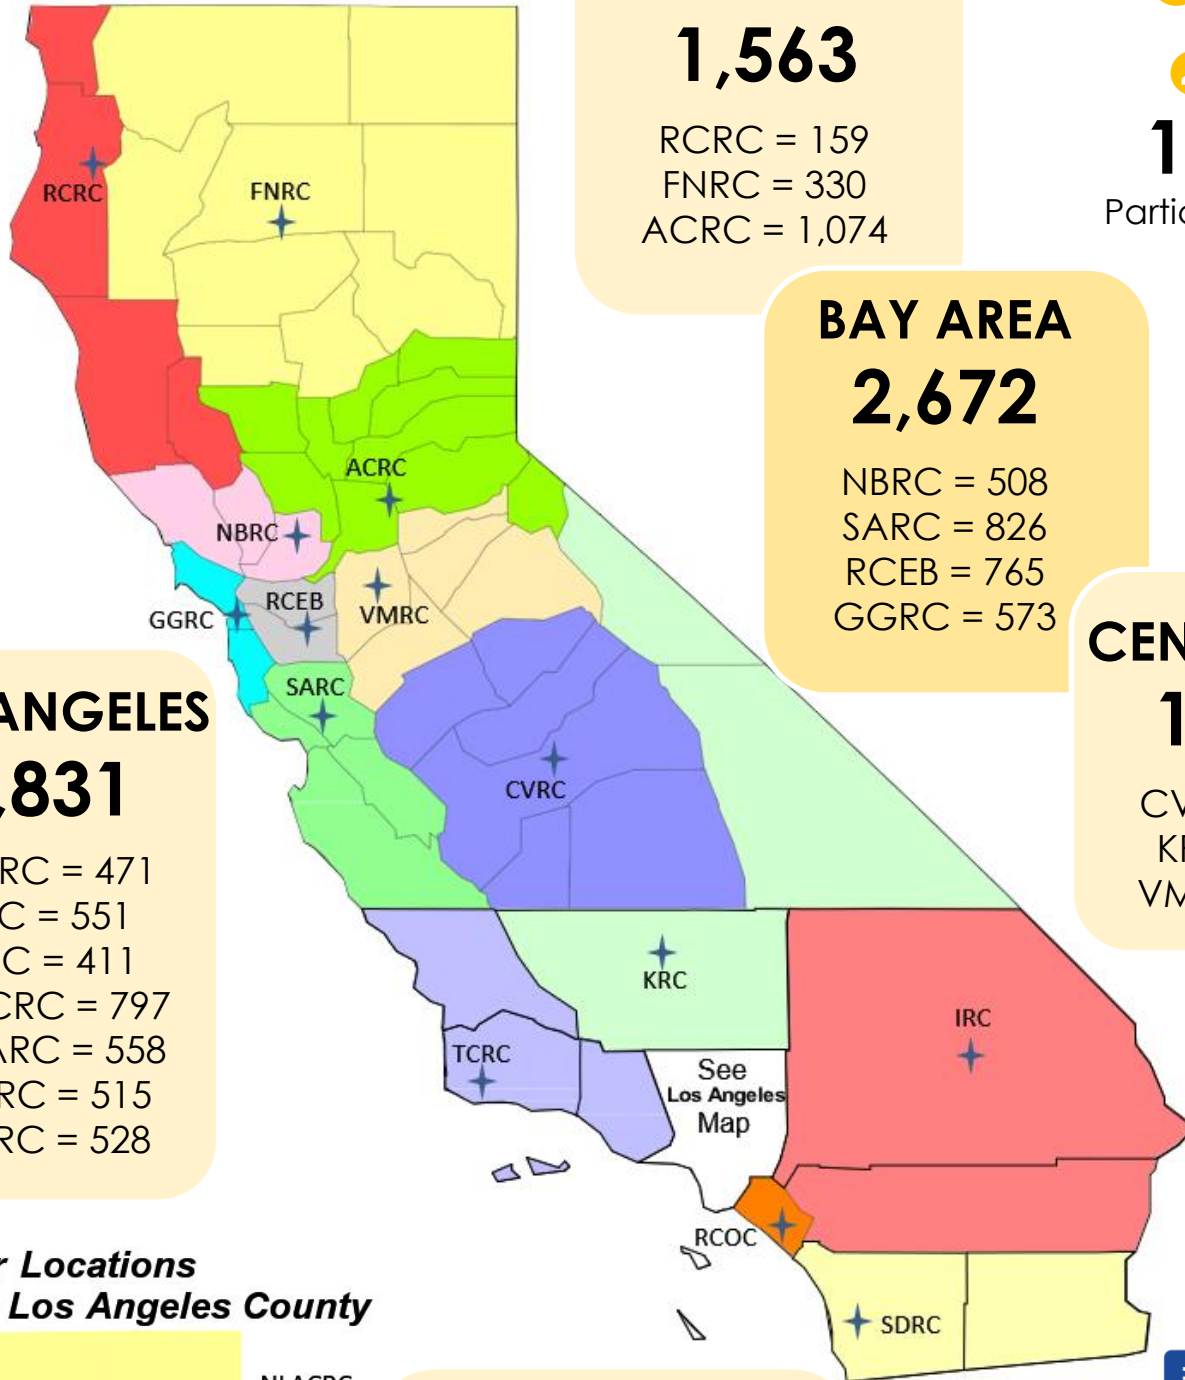 1,563
RCRC = 159
FNRC = 330
ACRC = 1,074
BAY AREA
2,672
NBRC = 508
SARC = 826
RCEB = 765
GGRC = 573
RCRC
FNRC
ACRC
NBRC
GGRC
RCEB
VMRC
SARC
CVRC
KRC
TCRC
IRC
See
Los Angeles
Map
RCOC
SDRC
ANGELES
,831
RC = 471
C = 551
C = 411
CRC = 797
ARC = 558
RC = 515
RC = 528
Locations
Los Angeles County